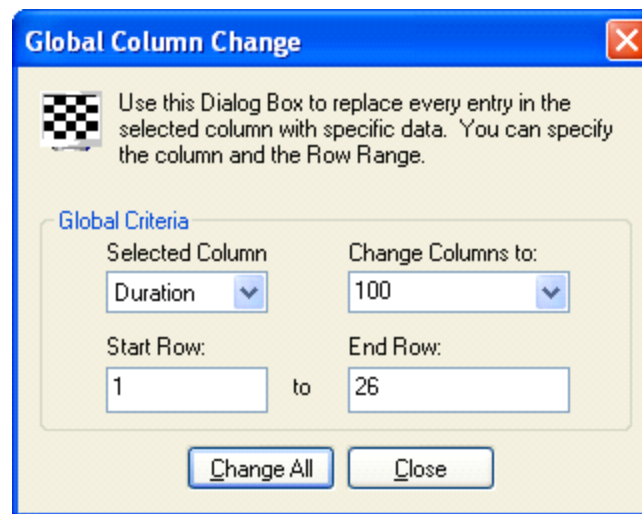 Global Column Change
Use this Dialog Box to replace every entry in the
selected column with specific data. You can specify
the column and the Row Range.
Global Criteria
Selected Column
Change Columns to:
Duration
100
Start Row:
End Row:
1
to
26
Change All
Close